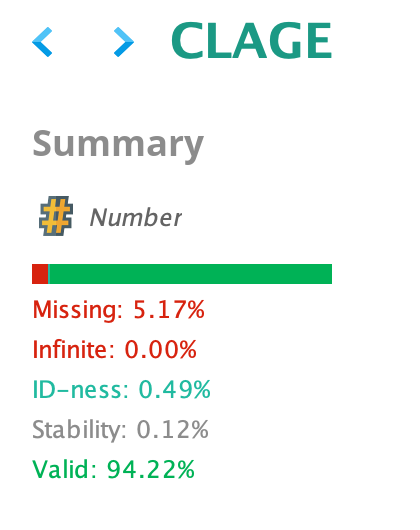 CLAGE
Summary
# Number
Missing: 5.17%
Infinite: 0.00%
ID-ness: 0.49%
Stability: 0.12%
Valid: 94.22%